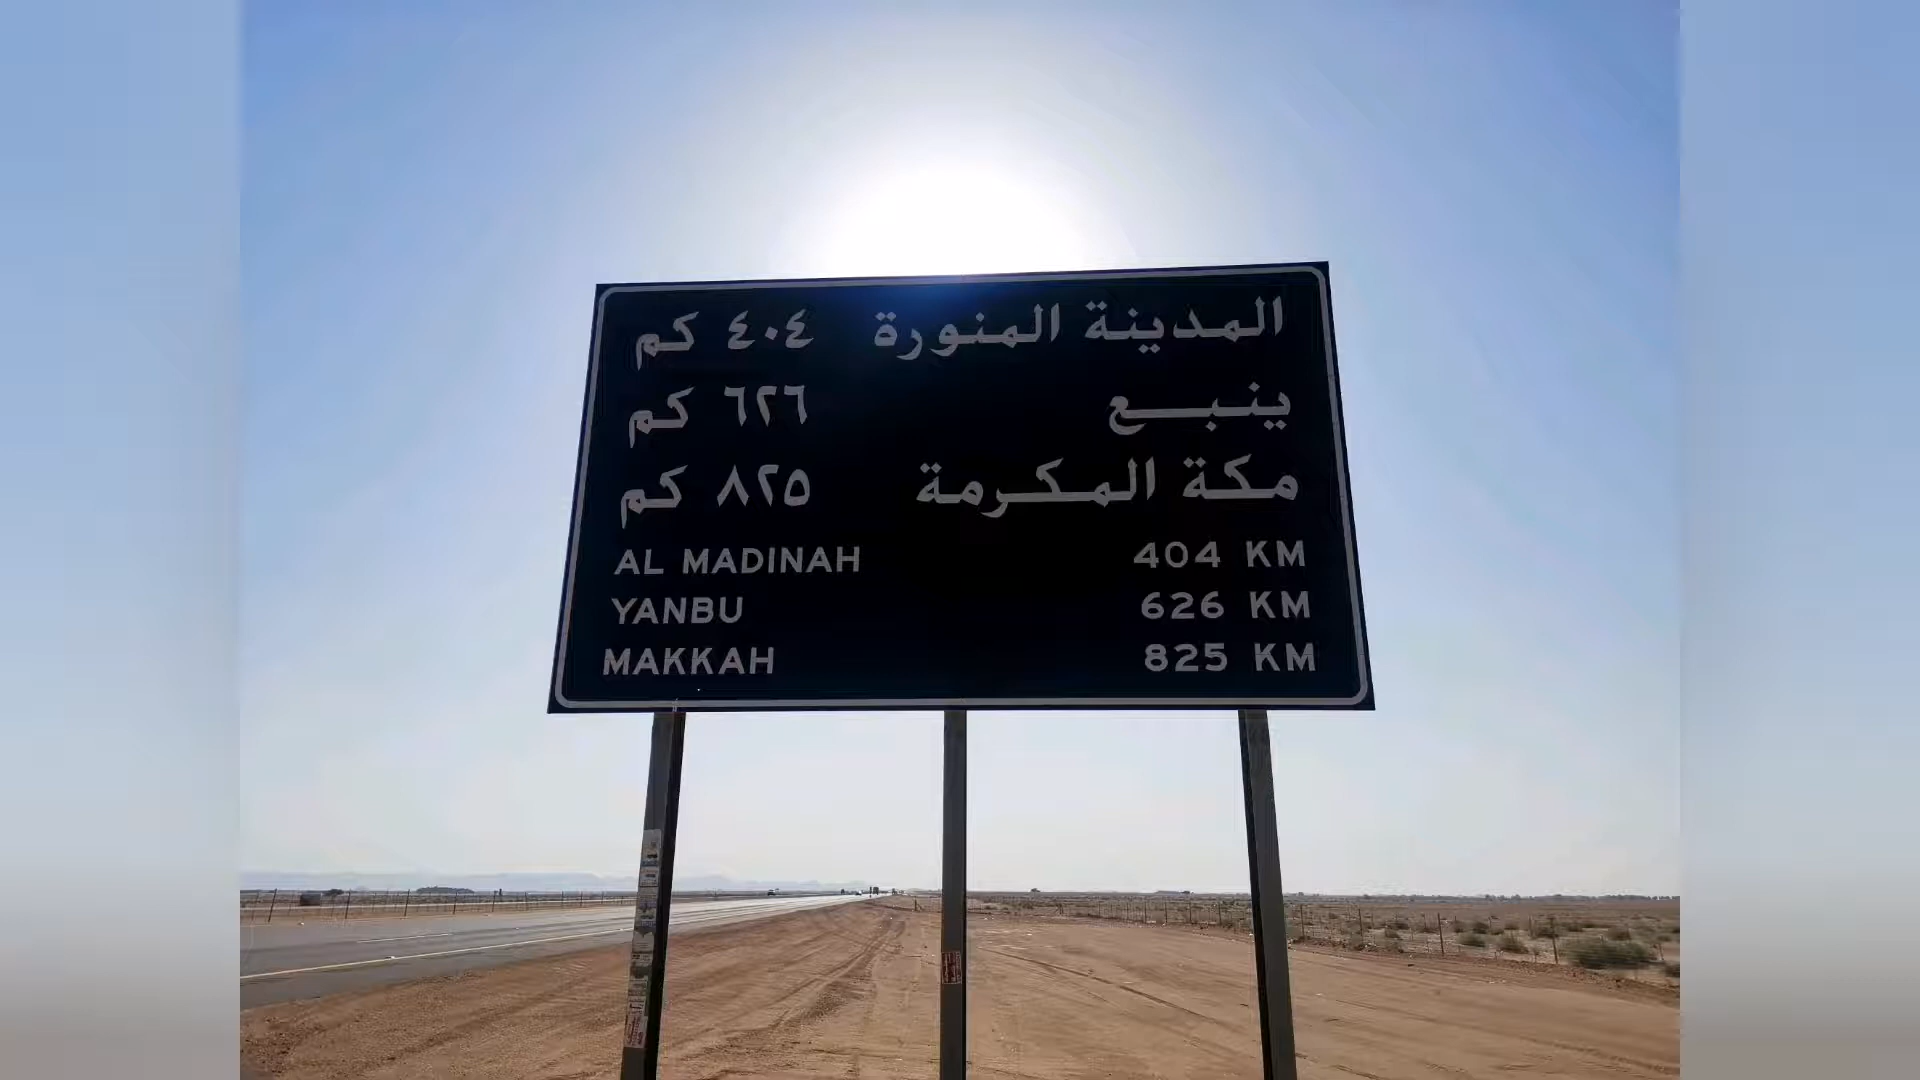 المدينة المنورة ٤٠٤ كم
ينبع ٦٢٦ كم
مكة المكرمة ٨٢٥ كم
AL MADINAH 404 KM
YANBU 626 KM
MAKKAH 825 KM